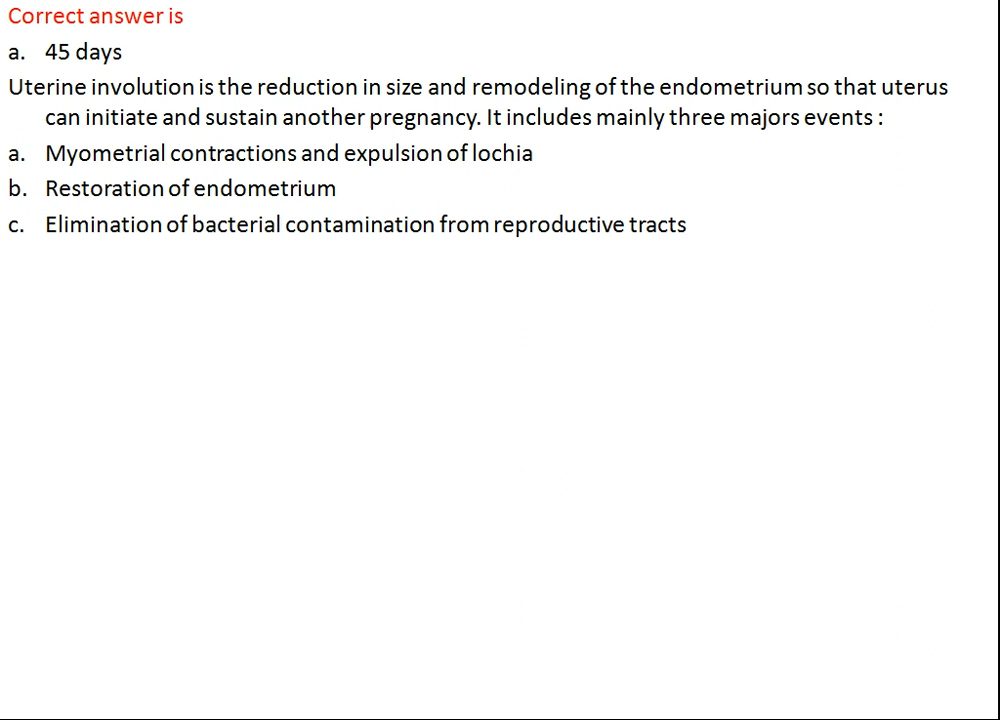 Correct answer is
a. 45 days
Uterine involution is the reduction in size and remodeling of the endometrium so that uterus
can initiate and sustain another pregnancy. It includes mainly three majors events :
a. Myometrial contractions and expulsion of lochia
b. Restoration of endometrium
c. Elimination of bacterial contamination from reproductive tracts